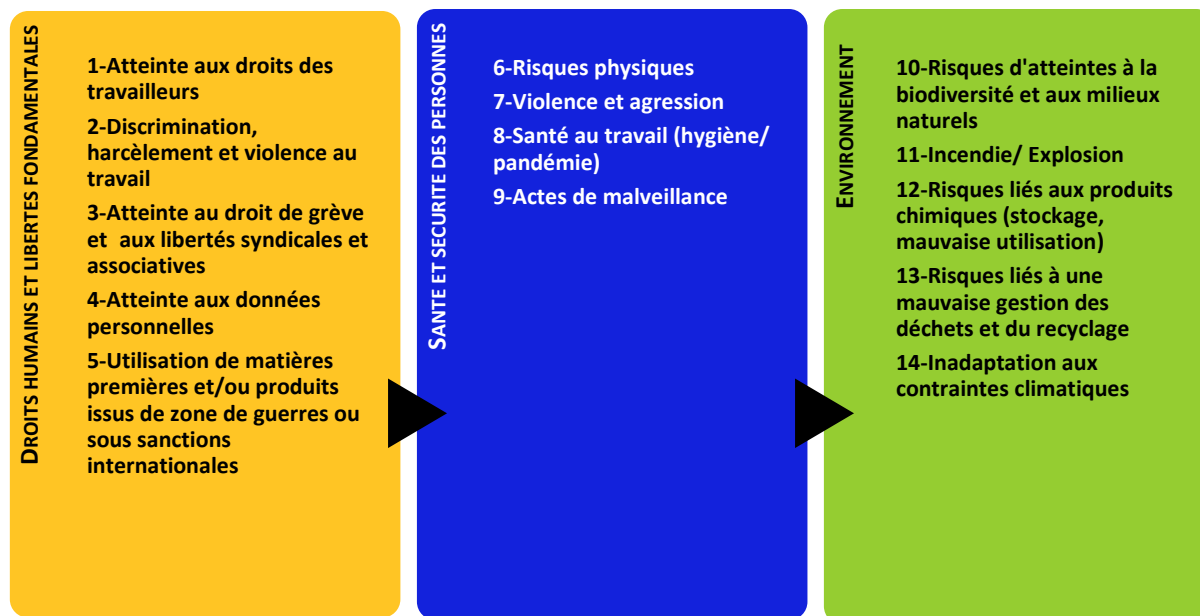 DROITS HUMAINS ET LIBERTES FONDAMENTALES
1-Atteinte aux droits des
travailleurs
2-Discrimination,
harcèlement et violence au
travail
3-Atteinte au droit de grève
et  aux libertés syndicales et
associatives
4-Atteinte aux données
personnelles
5-Utilisation de matières
premières et/ou produits
issus de zone de guerres ou
sous sanctions
internationales
SANTE ET SECURITE DES PERSONNES
6-Risques physiques
7-Violence et agression
8-Santé au travail (hygiène/
pandémie)
9-Actes de malveillance
ENVIRONNEMENT
10-Risques d'atteintes à la
biodiversité et aux milieux
naturels
11-Incendie/ Explosion
12-Risques liés aux produits
chimiques (stockage,
mauvaise utilisation)
13-Risques liés à une
mauvaise gestion des
déchets et du recyclage
14-Inadaptation aux
contraintes climatiques